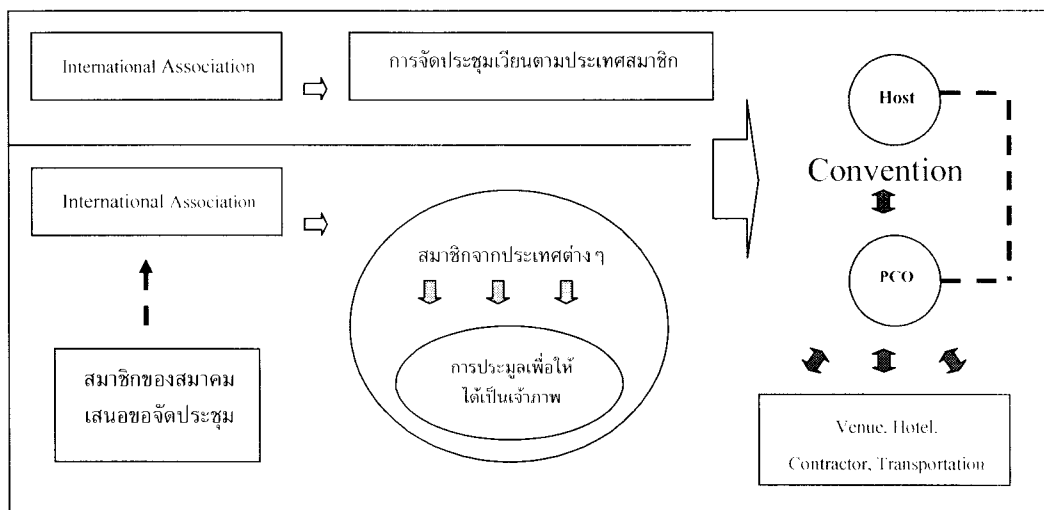 International Association
การจัดประชุมเวียนตามประเทศสมาชิก
Host
Convention
International Association
สมาชิกจากประเทศต่าง ๆ
PCO
การประมูลเพื่อให้
ได้เป็นเจ้าภาพ
สมาชิกของสมาคม
เสนอขอจัดประชุม
Venue, Hotel,
Contractor, Transportation